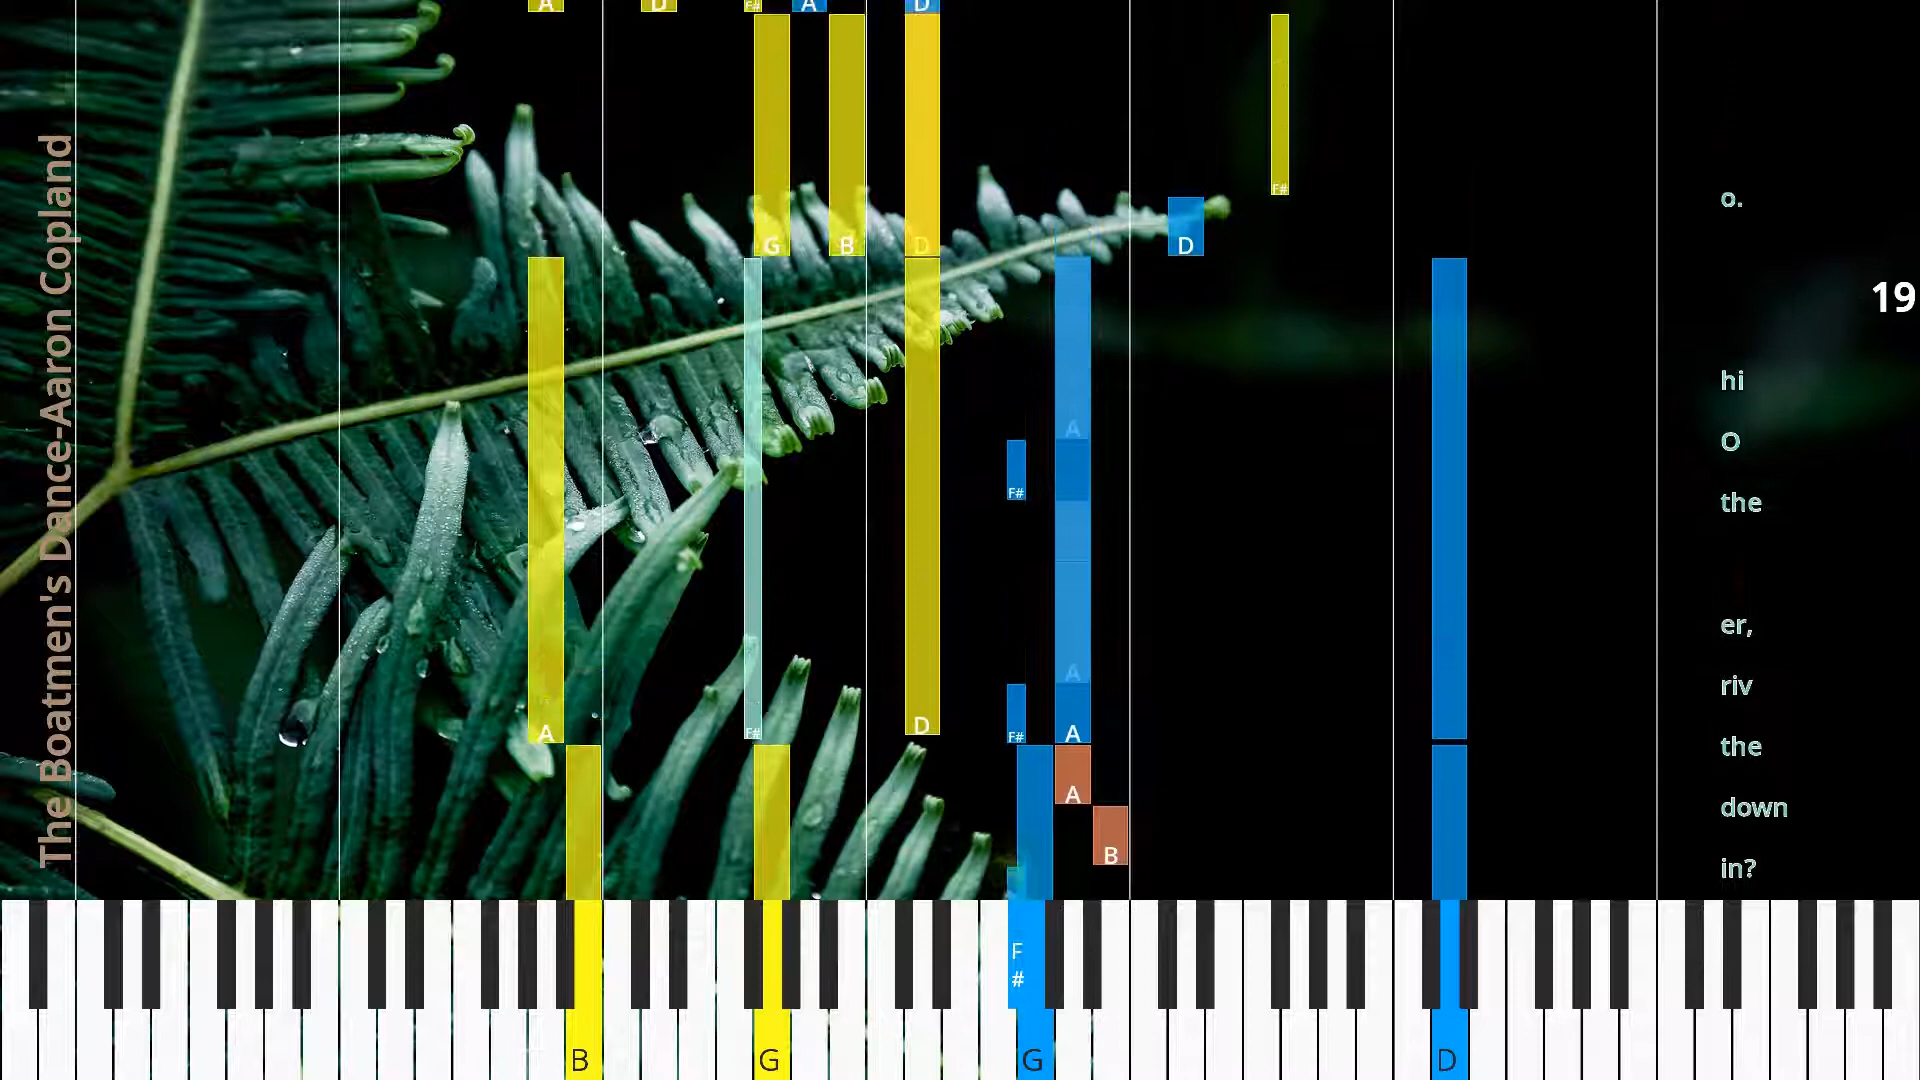 The Boatmen's Dance-Aaron Copland
A D F# A D
F#
o.
G B D D
19
hi
A
O
F#
the
er,
A
riv
A F# D F# A
the
A
down
B
in?
F
#
B G G D